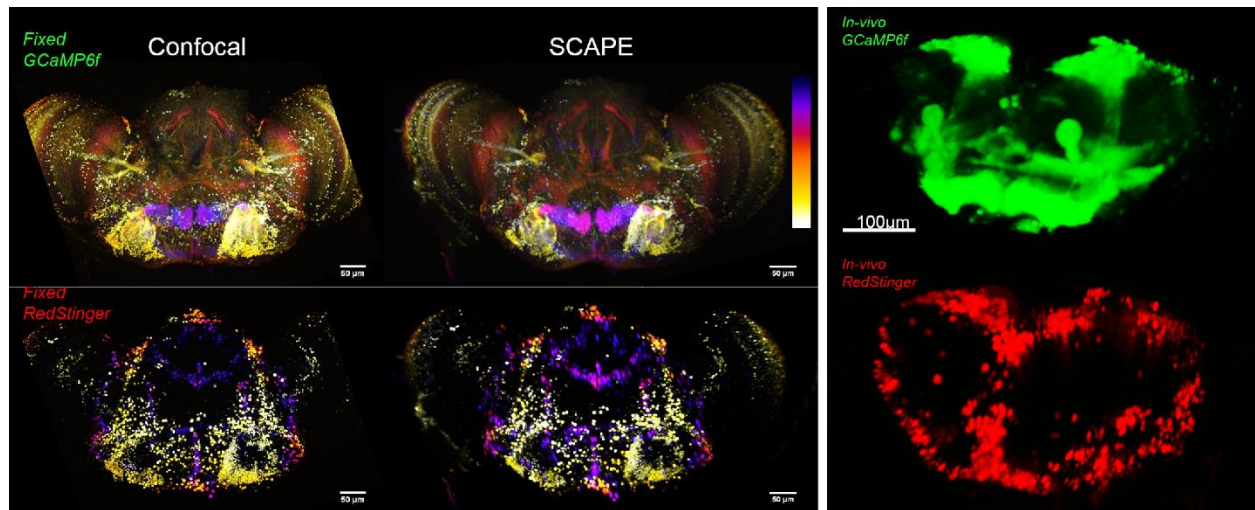 Fixed
GCaMP6f
Confocal
SCAPE
50 µm
50 µm
Fixed
RedStinger
50 µm
50 µm
In-vivo
GCaMP6f
100µm
In-vivo
RedStinger